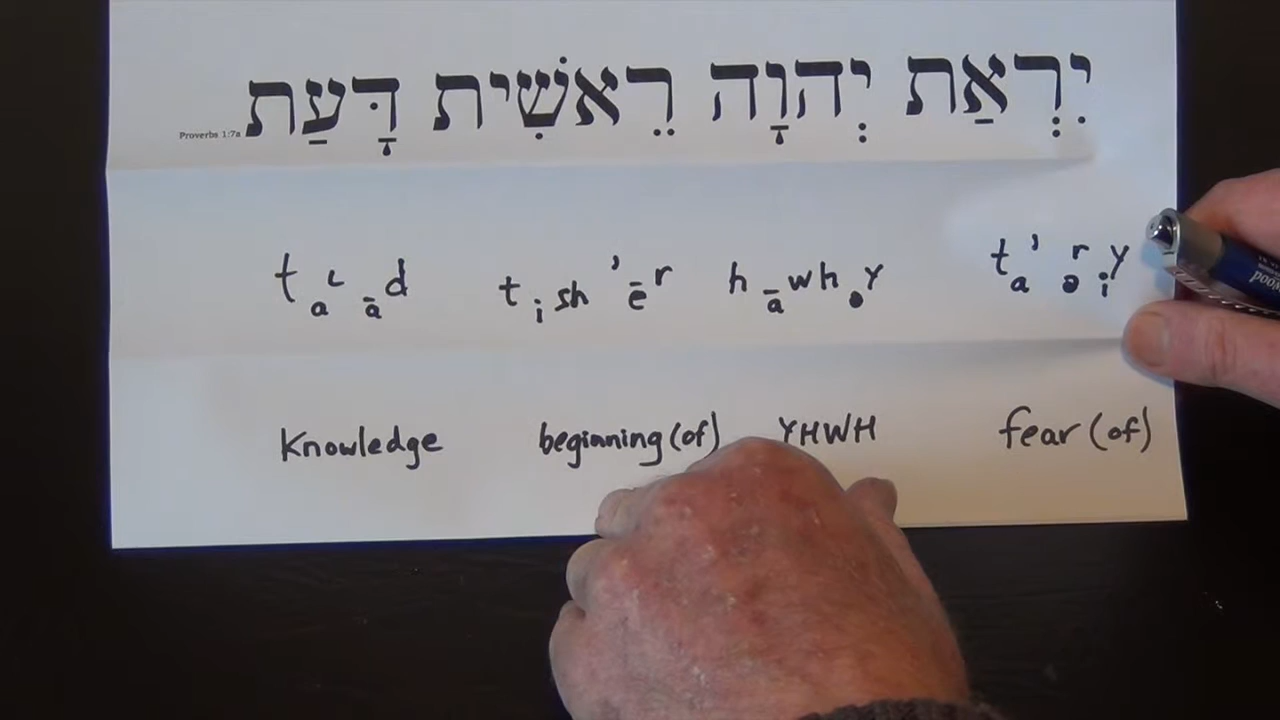 יִרְאַת יְהוָה רֵאשִׁית דָּעַת
Proverbs 1:7a
t a ʿ ā d t i sh ʾ ē r h ā w h ə y t a ʾ ə r i y
Knowledge beginning (of) YHWH fear (of)